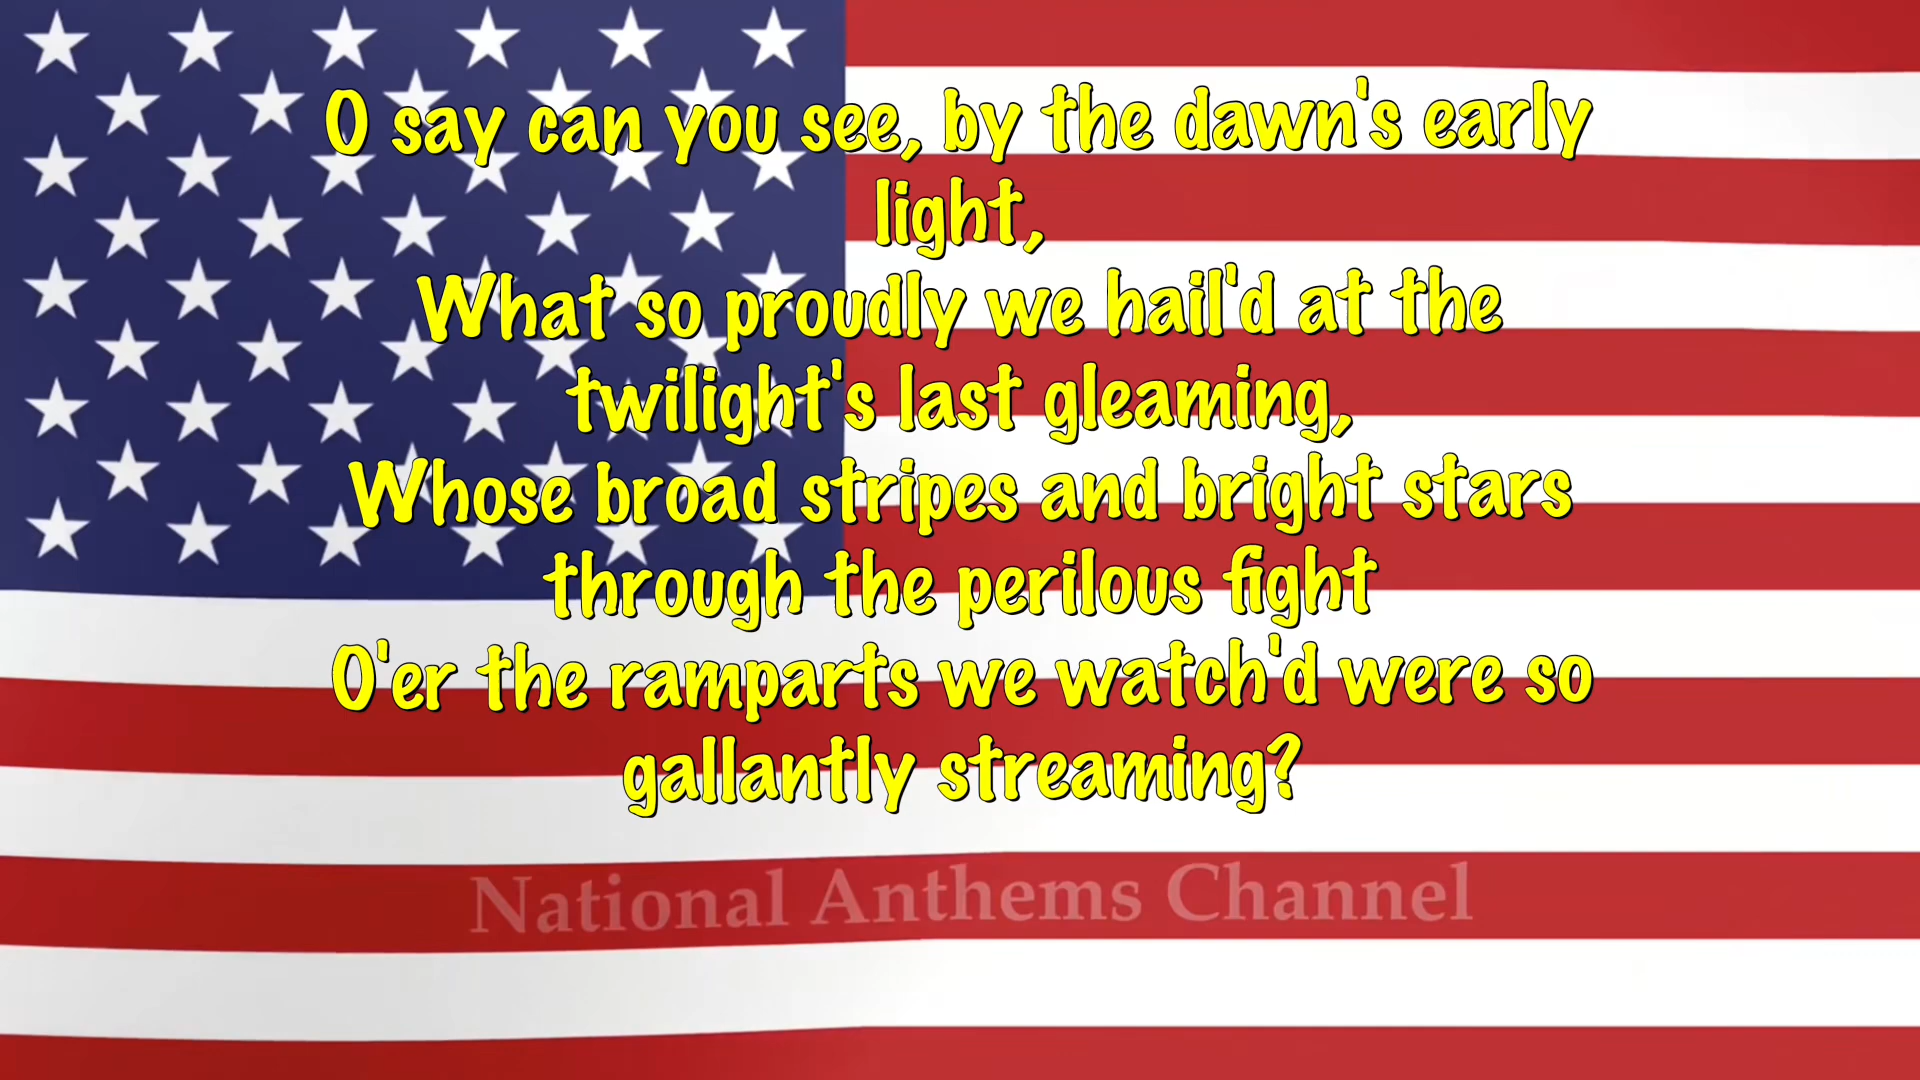 O say can you see, by the dawn's early
light,
What so proudly we hail'd at the
twilight's last gleaming,
Whose broad stripes and bright stars
through the perilous fight
O'er the ramparts we watch'd were so
gallantly streaming?
National Anthems Channel